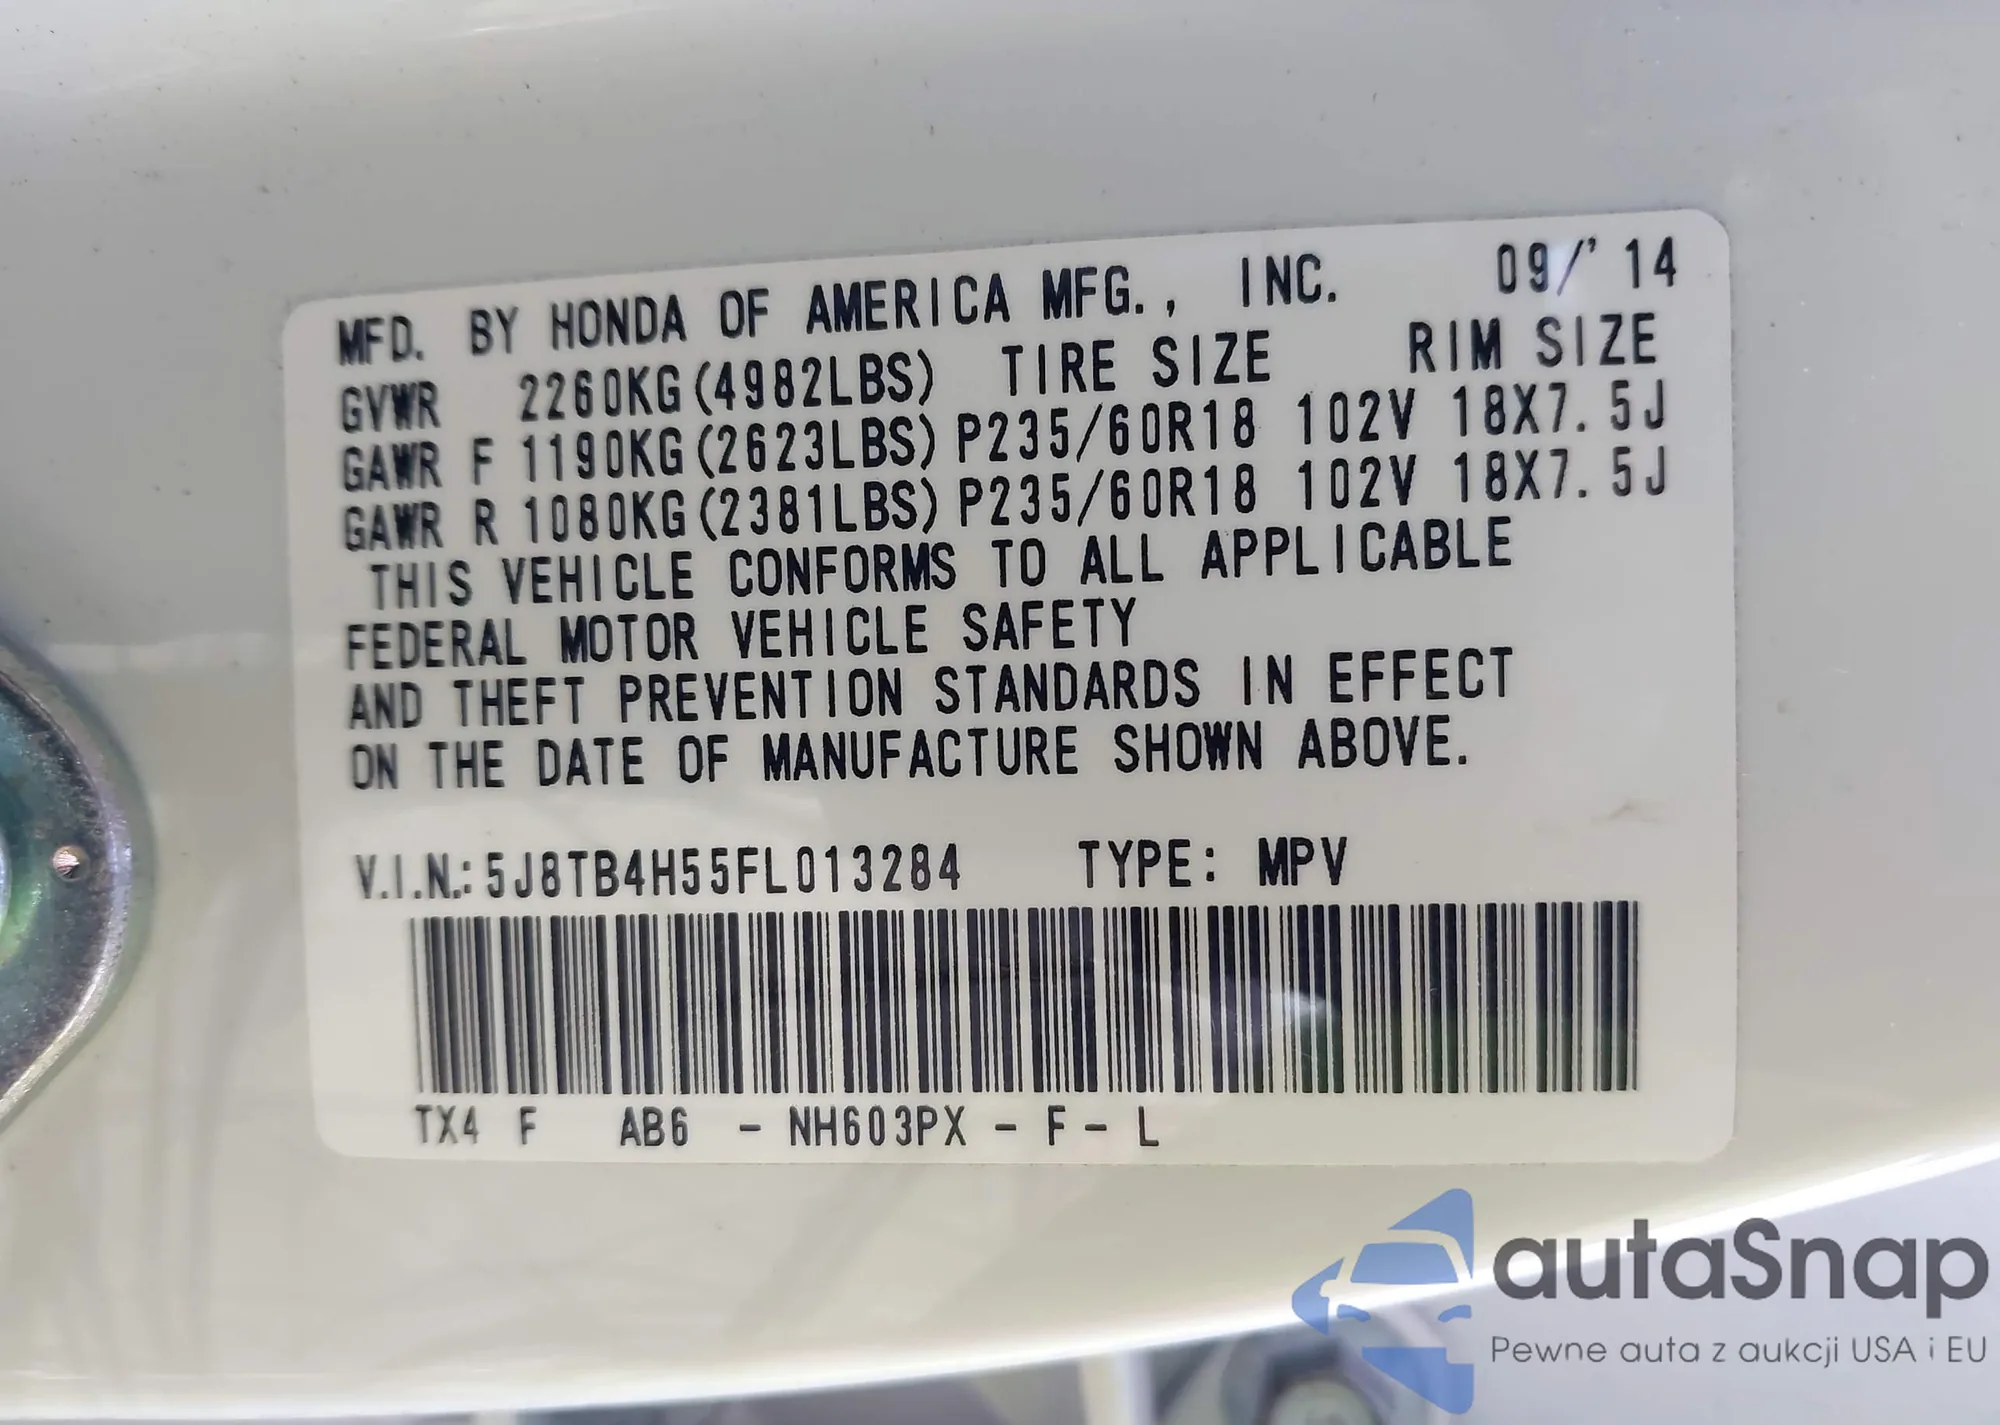 MFD. BY HONDA OF AMERICA MFG., INC. 09/'14
GVWR 2260KG(4982LBS) TIRE SIZE RIM SIZE
GAWR F 1190KG(2623LBS) P235/60R18 102V 18X7.5J
GAWR R 1080KG(2381LBS) P235/60R18 102V 18X7.5J
THIS VEHICLE CONFORMS TO ALL APPLICABLE
FEDERAL MOTOR VEHICLE SAFETY
AND THEFT PREVENTION STANDARDS IN EFFECT
ON THE DATE OF MANUFACTURE SHOWN ABOVE.
V.I.N.: 5J8TB4H55FL013284 TYPE: MPV
TX4 F AB6 - NH603PX - F - L
autaSnap
Pewne auta z aukcji USA i EU